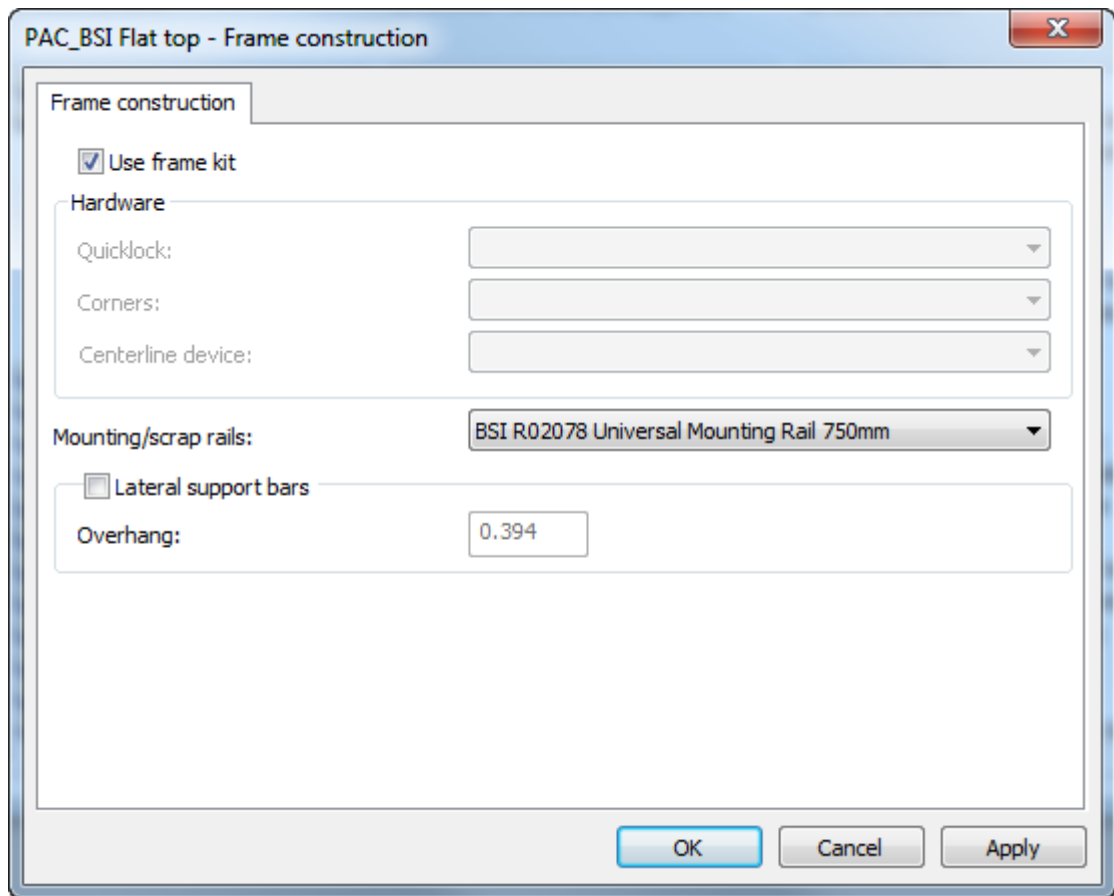 PAC_BSI Flat top - Frame construction
Frame construction
Use frame kit
Hardware
Quicklock:
Corners:
Centerline device:
Mounting/scrap rails: BSI R02078 Universal Mounting Rail 750mm
Lateral support bars
Overhang: 0.394
OK Cancel Apply